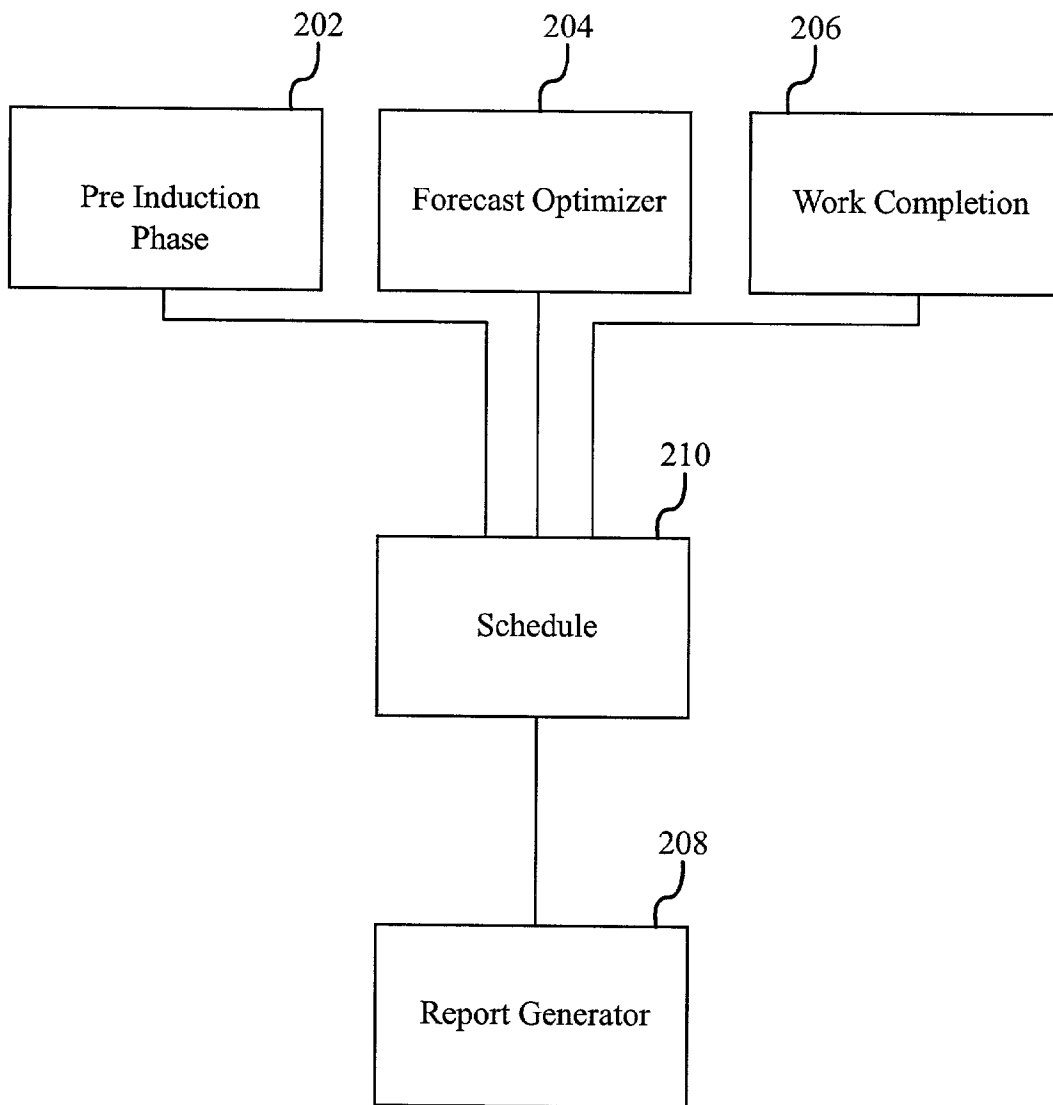 202
204
206
Pre Induction
Phase
Forecast Optimizer
Work Completion
210
Schedule
208
Report Generator